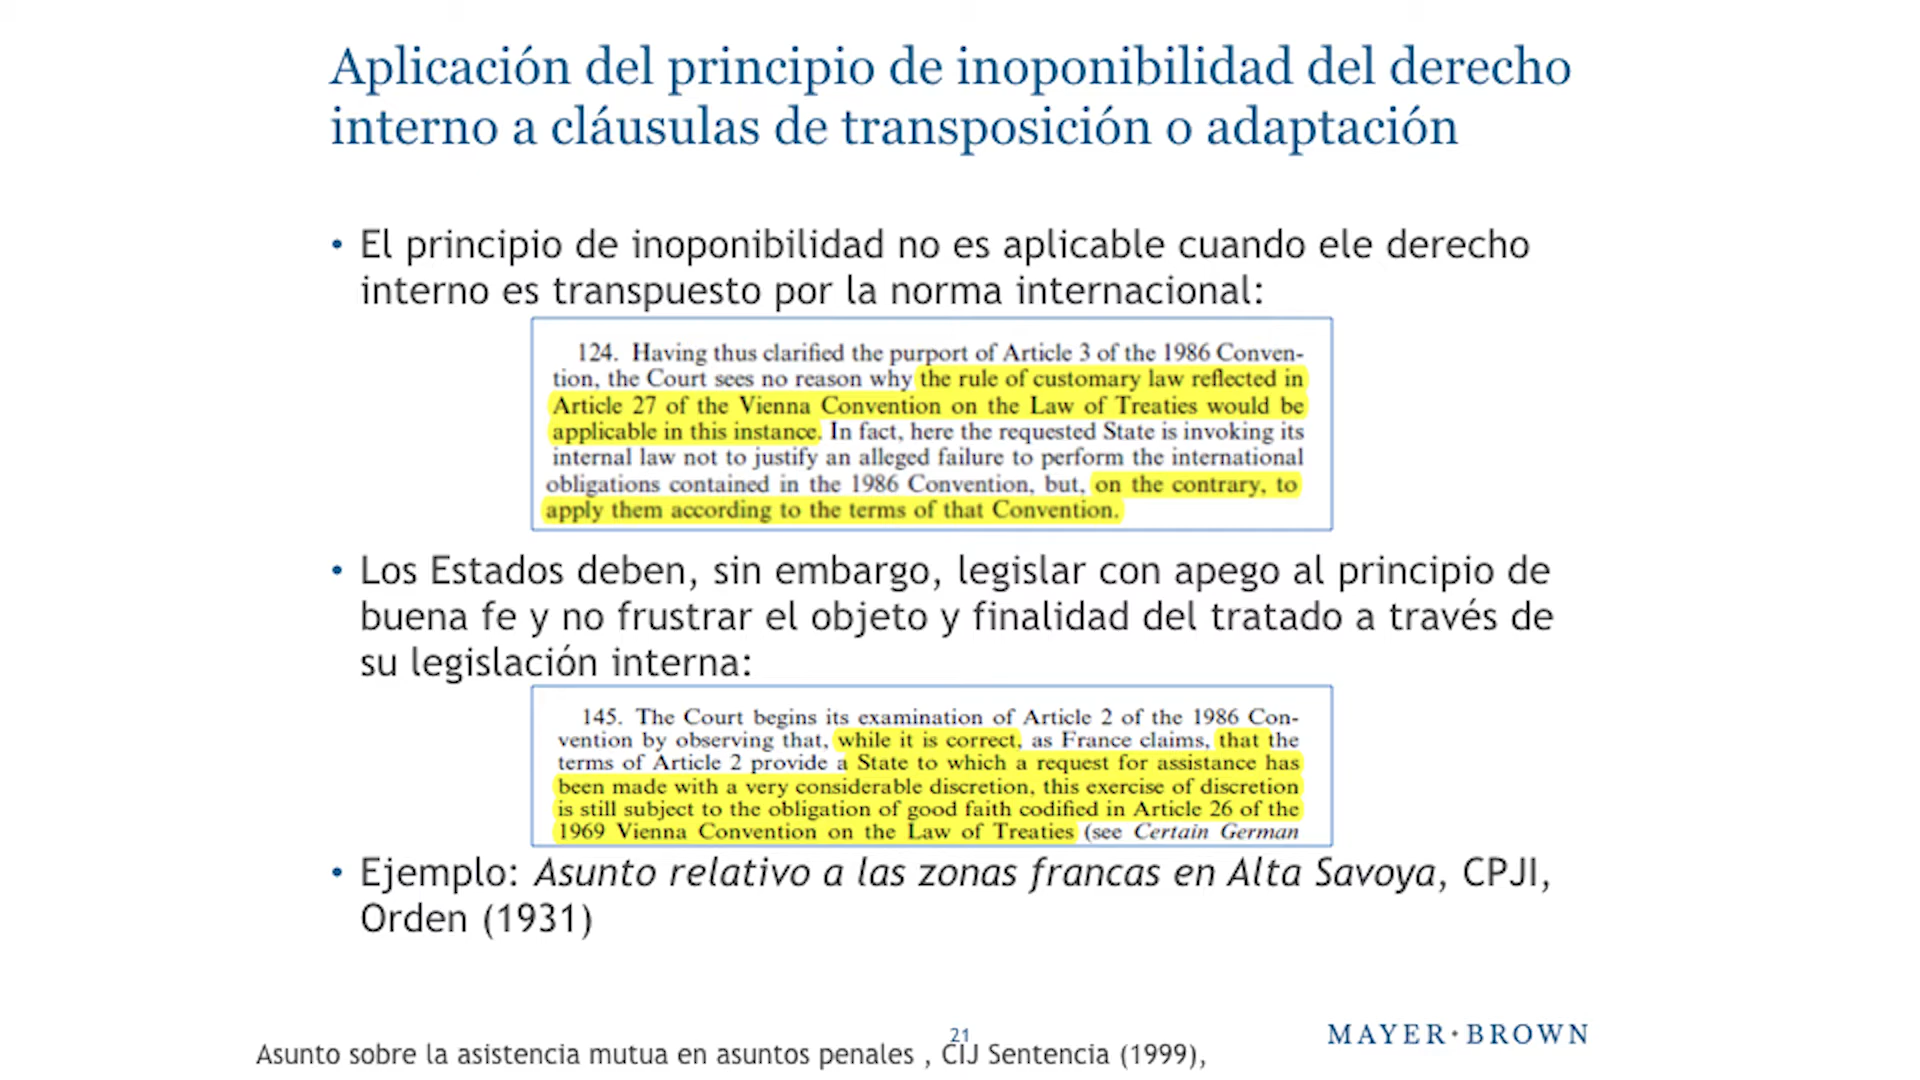 Aplicación del principio de inoponibilidad del derecho
interno a cláusulas de transposición o adaptación
• El principio de inoponibilidad no es aplicable cuando ele derecho
interno es transpuesto por la norma internacional:
124. Having thus clarified the purport of Article 3 of the 1986 Conven-
tion, the Court sees no reason why the rule of customary law reflected in
Article 27 of the Vienna Convention on the Law of Treaties would be
applicable in this instance. In fact, here the requested State is invoking its
internal law not to justify an alleged failure to perform the international
obligations contained in the 1986 Convention, but, on the contrary, to
apply them according to the terms of that Convention.
• Los Estados deben, sin embargo, legislar con apego al principio de
buena fe y no frustrar el objeto y finalidad del tratado a través de
su legislación interna:
145. The Court begins its examination of Article 2 of the 1986 Con-
vention by observing that, while it is correct, as France claims, that the
terms of Article 2 provide a State to which a request for assistance has
been made with a very considerable discretion, this exercise of discretion
is still subject to the obligation of good faith codified in Article 26 of the
1969 Vienna Convention on the Law of Treaties (see Certain German
• Ejemplo: Asunto relativo a las zonas francas en Alta Savoya, CPJI,
Orden (1931)
21
MAYER·BROWN
Asunto sobre la asistencia mutua en asuntos penales , CIJ Sentencia (1999),